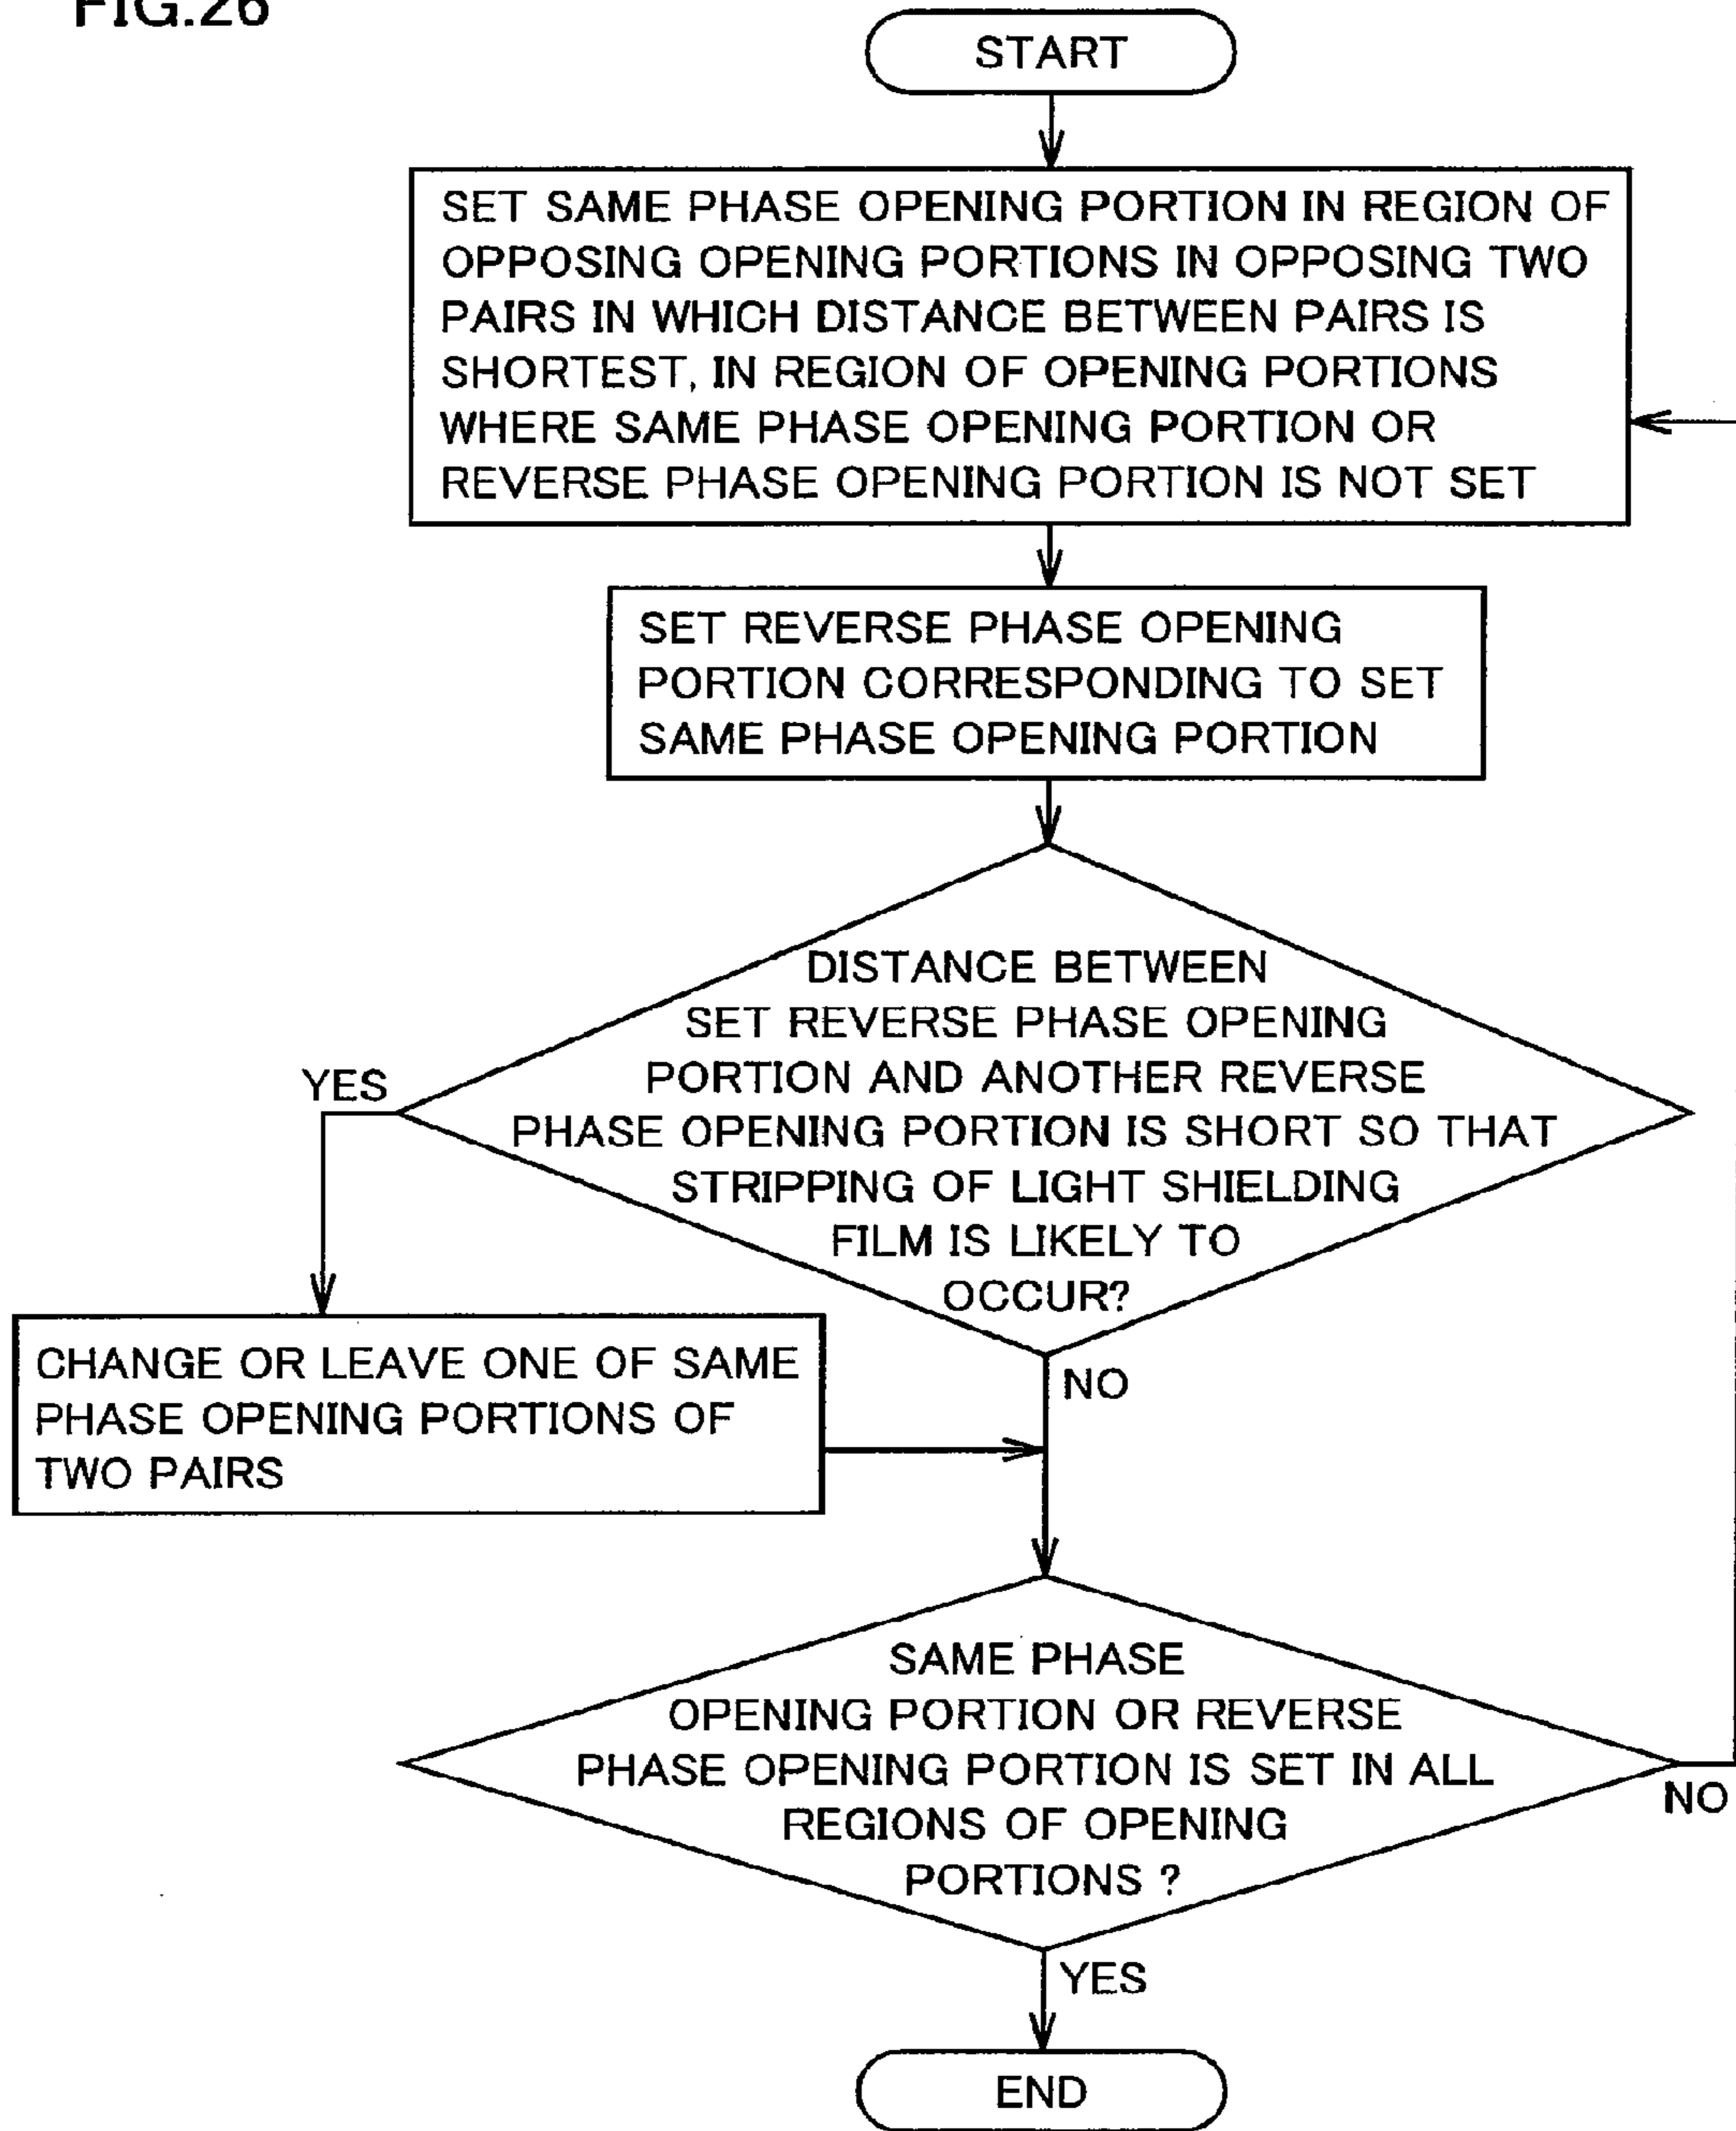 FIG.26
START
SET SAME PHASE OPENING PORTION IN REGION OF
OPPOSING OPENING PORTIONS IN OPPOSING TWO
PAIRS IN WHICH DISTANCE BETWEEN PAIRS IS
SHORTEST, IN REGION OF OPENING PORTIONS
WHERE SAME PHASE OPENING PORTION OR
REVERSE PHASE OPENING PORTION IS NOT SET
SET REVERSE PHASE OPENING
PORTION CORRESPONDING TO SET
SAME PHASE OPENING PORTION
DISTANCE BETWEEN
SET REVERSE PHASE OPENING
PORTION AND ANOTHER REVERSE
PHASE OPENING PORTION IS SHORT SO THAT
STRIPPING OF LIGHT SHIELDING
FILM IS LIKELY TO
OCCUR?
YES
CHANGE OR LEAVE ONE OF SAME
PHASE OPENING PORTIONS OF
TWO PAIRS
NO
SAME PHASE
OPENING PORTION OR REVERSE
PHASE OPENING PORTION IS SET IN ALL
REGIONS OF OPENING
PORTIONS ?
NO
YES
END